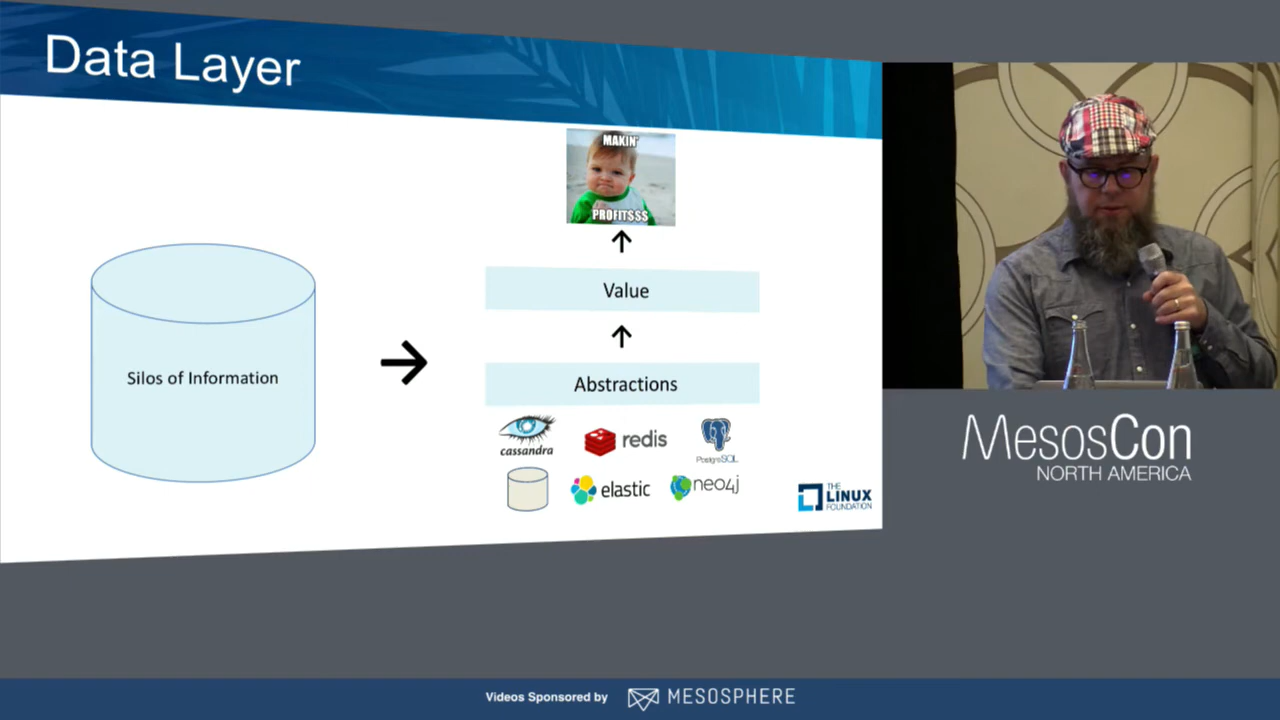 Data Layer
MAKIN'
PROFITSSS
Value
Silos of Information
Abstractions
cassandra
redis
PostgreSQL
elastic
neo4j
THE
LINUX
FOUNDATION
MesosCon
NORTH AMERICA
Videos Sponsored by
MESOSPHERE